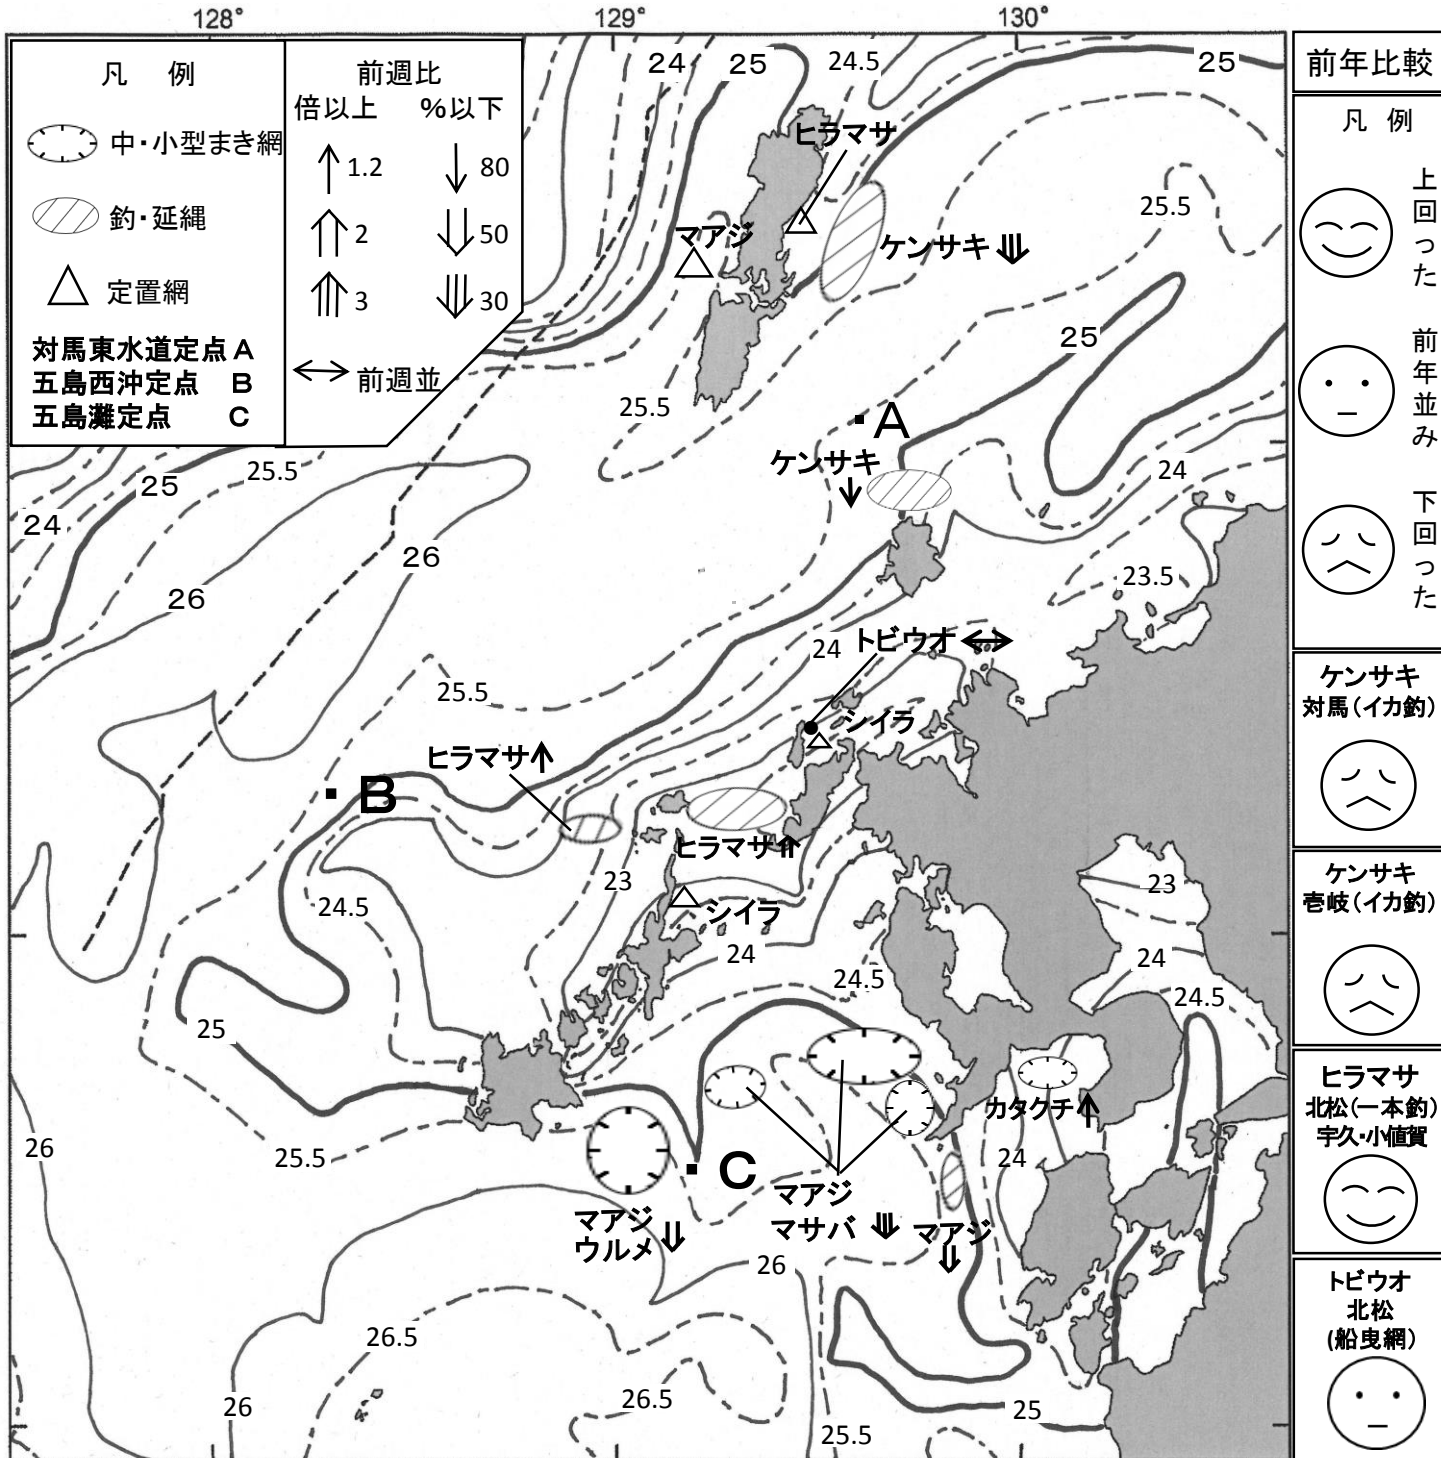 128°
129°
130°
凡 例
中・小型まき網
釣・延縄
定置網
対馬東水道定点 A
五島西沖定点 B
五島灘定点 C
前週比
倍以上 %以下
1.2 80
2 50
3 30
前週並
24
25
24.5
25
ヒラマサ
マアジ
ケンサキ
25.5
25
25.5
A
ケンサキ
24
25.5
25
24
26
26
23.5
トビウオ
24
25.5
シイラ
ヒラマサ
B
ヒラマサ
23
24.5
シイラ
23
24
24
24.5
24.5
25
カタクチ
26
25.5
24
C
マアジ
マサバ
マアジ
ウルメ
マアジ
26
26.5
26
26.5
25
25.5
前年比較
凡 例
上回った
前年並み
下回った
ケンサキ
対馬(イカ釣)
ケンサキ
壱岐(イカ釣)
ヒラマサ
北松(一本釣)
宇久・小値賀
トビウオ
北松
(船曳網)